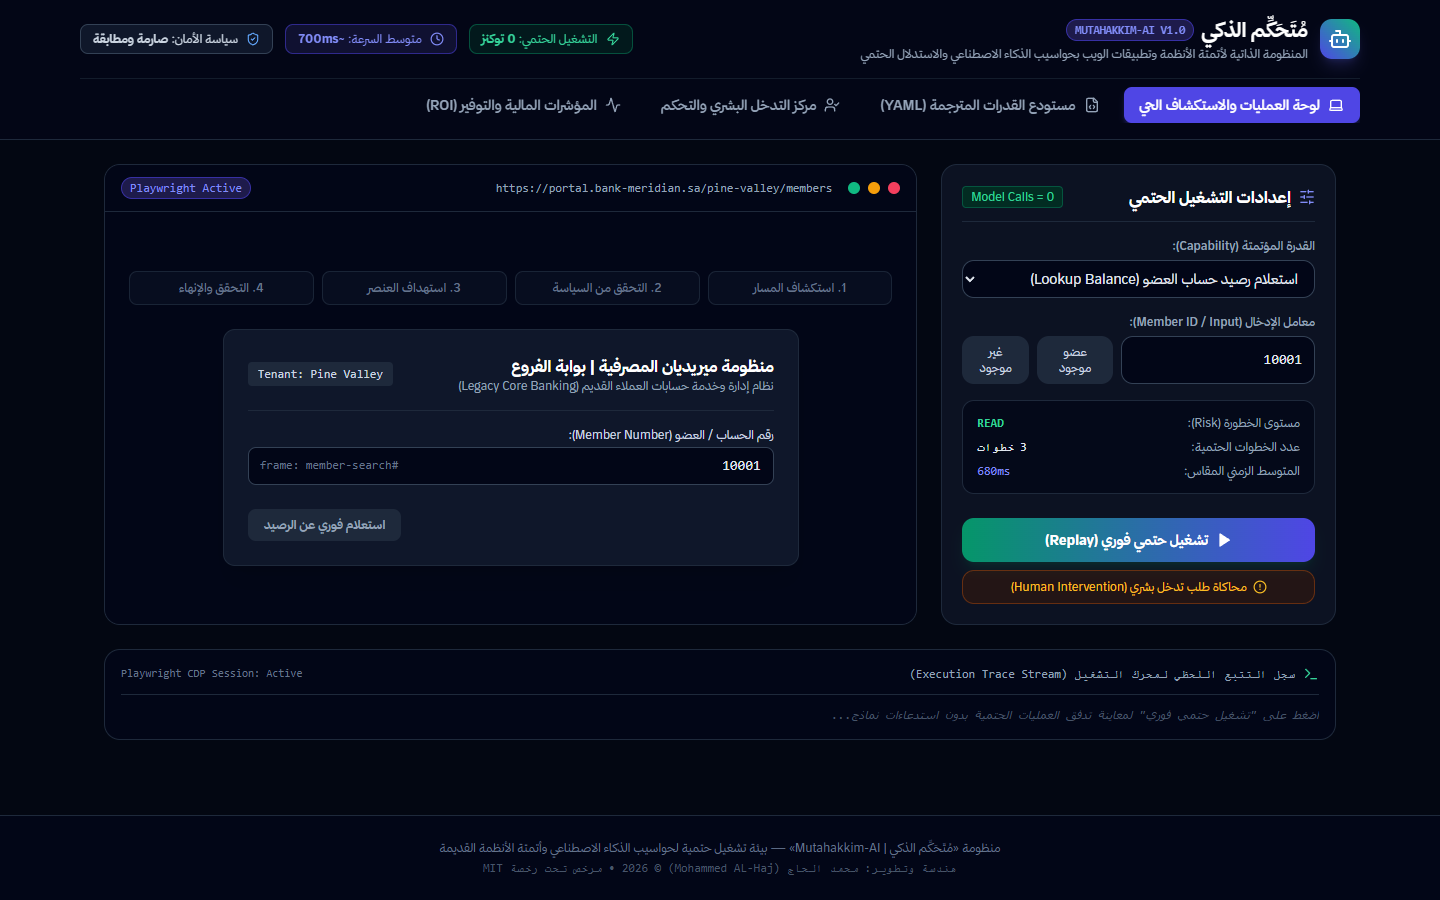 مُتَحَكِّم الذكي MUTAHAKKIM-AI V1.0
المنظومة الذاتية لأتمتة الأنظمة وتطبيقات الويب بحواسيب الذكاء الاصطناعي والاستدلال الحتمي
التشغيل الحتمي: 0 توكنز
متوسط السرعة: ~700ms
سياسة الأمان: صارمة ومطابقة
لوحة العمليات والاستكشاف الحي
مستودع القدرات المترجمة (YAML)
مركز التدخل البشري والتحكم
المؤشرات المالية والتوفير (ROI)
إعدادات التشغيل الحتمي
Model Calls = 0
القدرة المؤتمتة (Capability):
استعلام رصيد حساب العضو (Lookup Balance)
معامل الإدخال (Member ID / Input):
10001
عضو موجود
غير موجود
مستوى الخطورة (Risk): READ
عدد الخطوات الحتمية: 3 خطوات
المتوسط الزمني المقاس: 680ms
تشغيل حتمي فوري (Replay)
محاكاة طلب تدخل بشري (Human Intervention)
https://portal.bank-meridian.sa/pine-valley/members
Playwright Active
1. استكشاف المسار
2. التحقق من السياسة
3. استهداف العنصر
4. التحقق والإنهاء
منظومة ميريديان المصرفية | بوابة الفروع
نظام إدارة وخدمة حسابات العملاء القديم (Legacy Core Banking)
Tenant: Pine Valley
رقم الحساب / العضو (Member Number):
10001
frame: member-search#
استعلام فوري عن الرصيد
سجل التتبع اللحظي لمحرك التشغيل (Execution Trace Stream)
Playwright CDP Session: Active
اضغط على "تشغيل حتمي فوري" لمعاينة تدفق العمليات الحتمية بدون استدعاءات نماذج...
منظومة «مُتَحَكِّم الذكي | Mutahakkim-AI» — بيئة تشغيل حتمية لحواسيب الذكاء الاصطناعي وأتمتة الأنظمة القديمة
هندسة وتطوير: محمد الحاج (Mohammed AL-Haj) © 2026 • مرخص تحت رخصة MIT